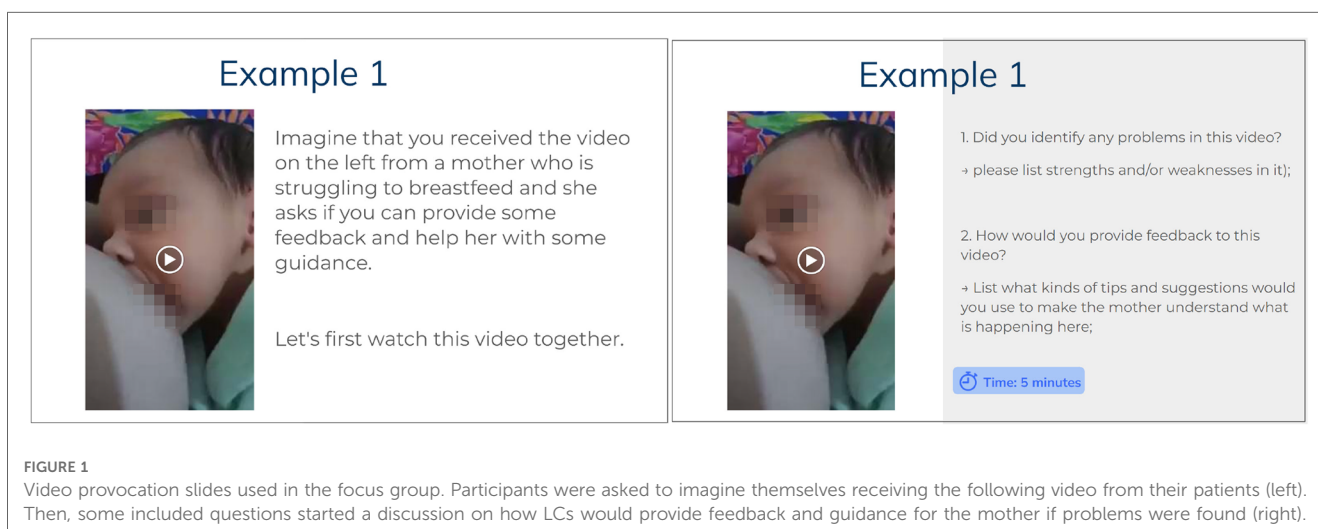 Example 1
Imagine that you received the video
on the left from a mother who is
struggling to breastfeed and she
asks if you can provide some
feedback and help her with some
guidance.
Let's first watch this video together.
Example 1
1. Did you identify any problems in this video?
→ please list strengths and/or weaknesses in it);
2. How would you provide feedback to this
video?
→ List what kinds of tips and suggestions would
you use to make the mother understand what
is happening here;
Time: 5 minutes
FIGURE 1
Video provocation slides used in the focus group. Participants were asked to imagine themselves receiving the following video from their patients (left).
Then, some included questions started a discussion on how LCs would provide feedback and guidance for the mother if problems were found (right).